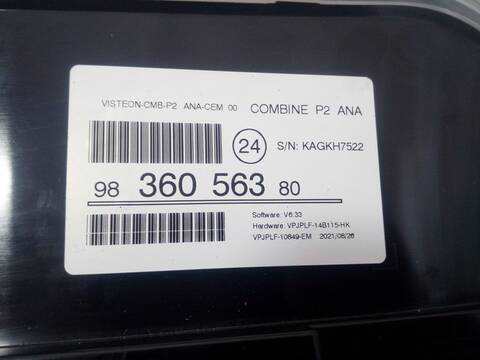 VISTEON-CMB-P2 ANA-CEM 00 COMBINE P2 ANA
24 S/N: KAGKH7522
98 360 563 80
Software: V6.33
Hardware: VPJPLF-14B115-HK
VPJPLF-10849-EM 2021/08/26